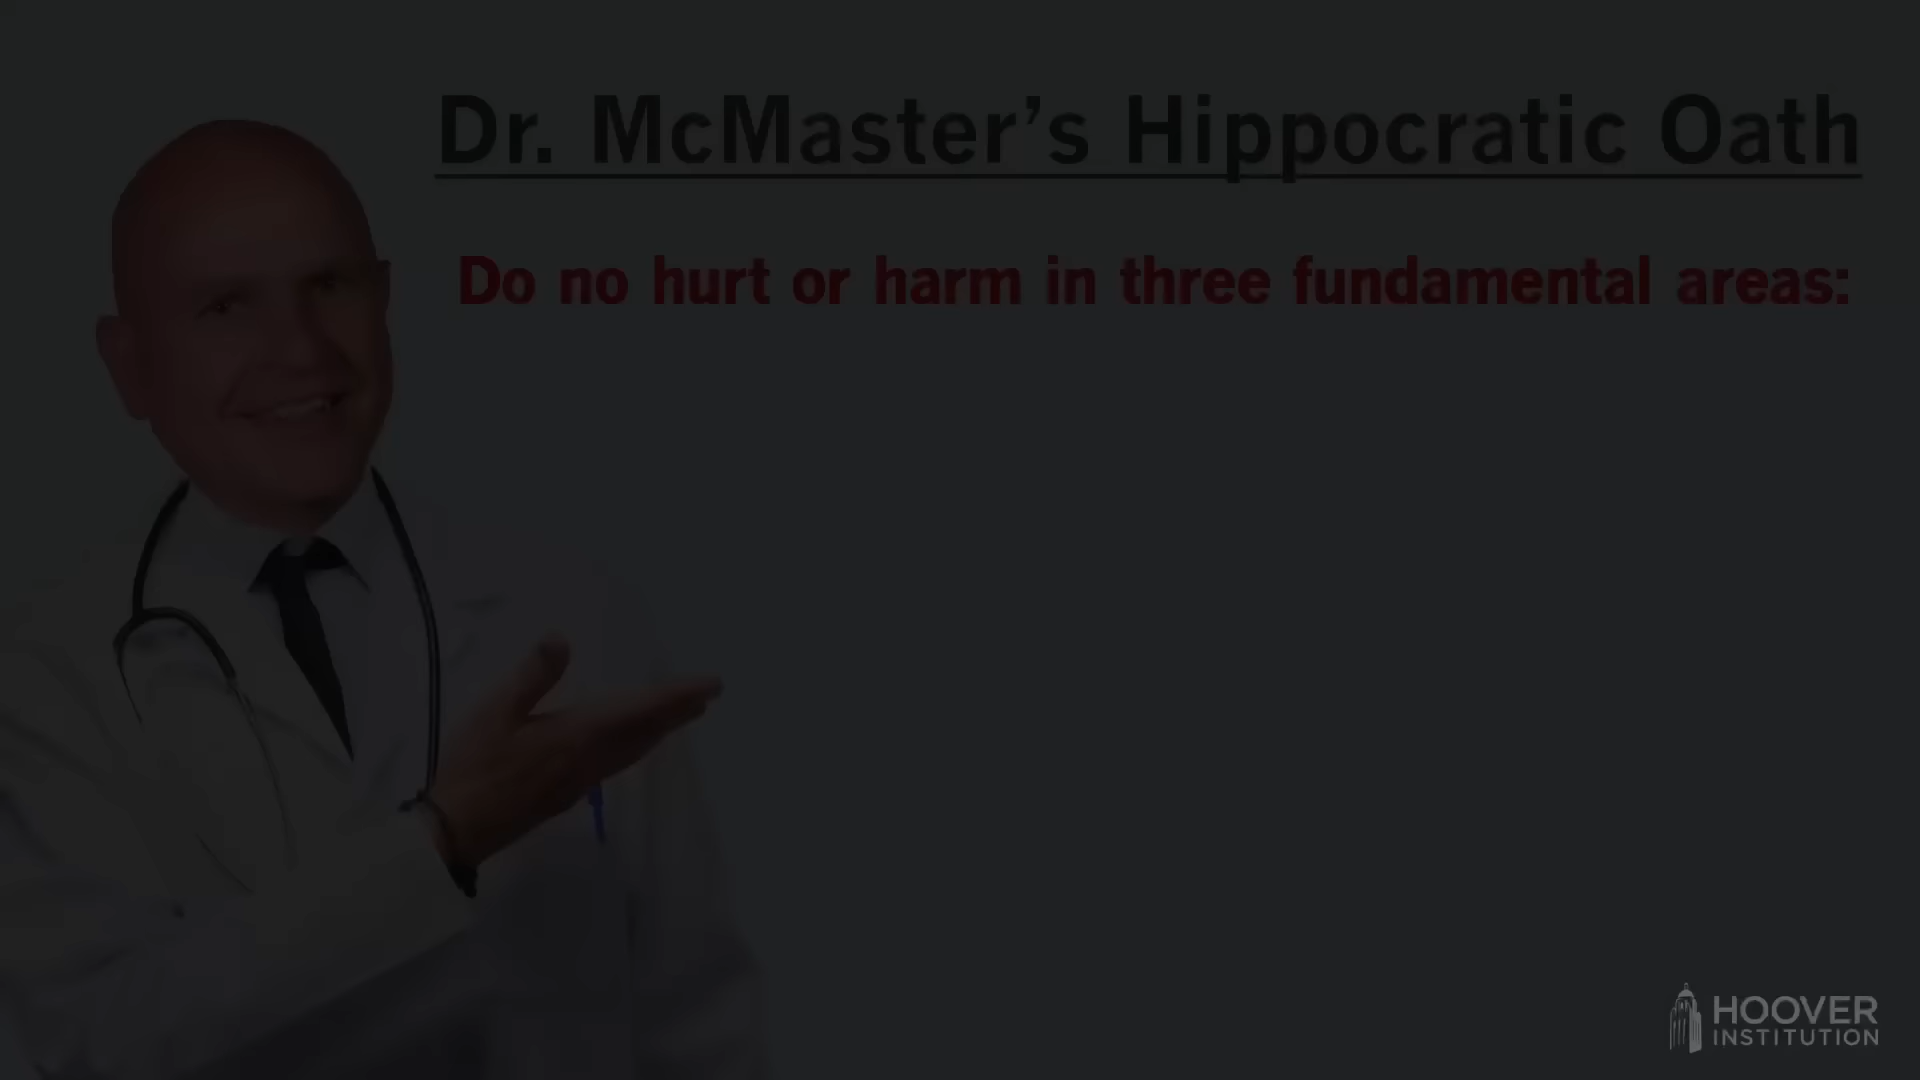 Dr. McMaster’s Hippocratic Oath
Do no hurt or harm in three fundamental areas:
HOOVER
INSTITUTION